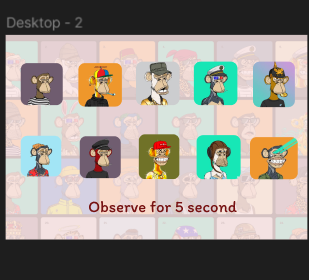 Desktop - 2
Observe for 5 second